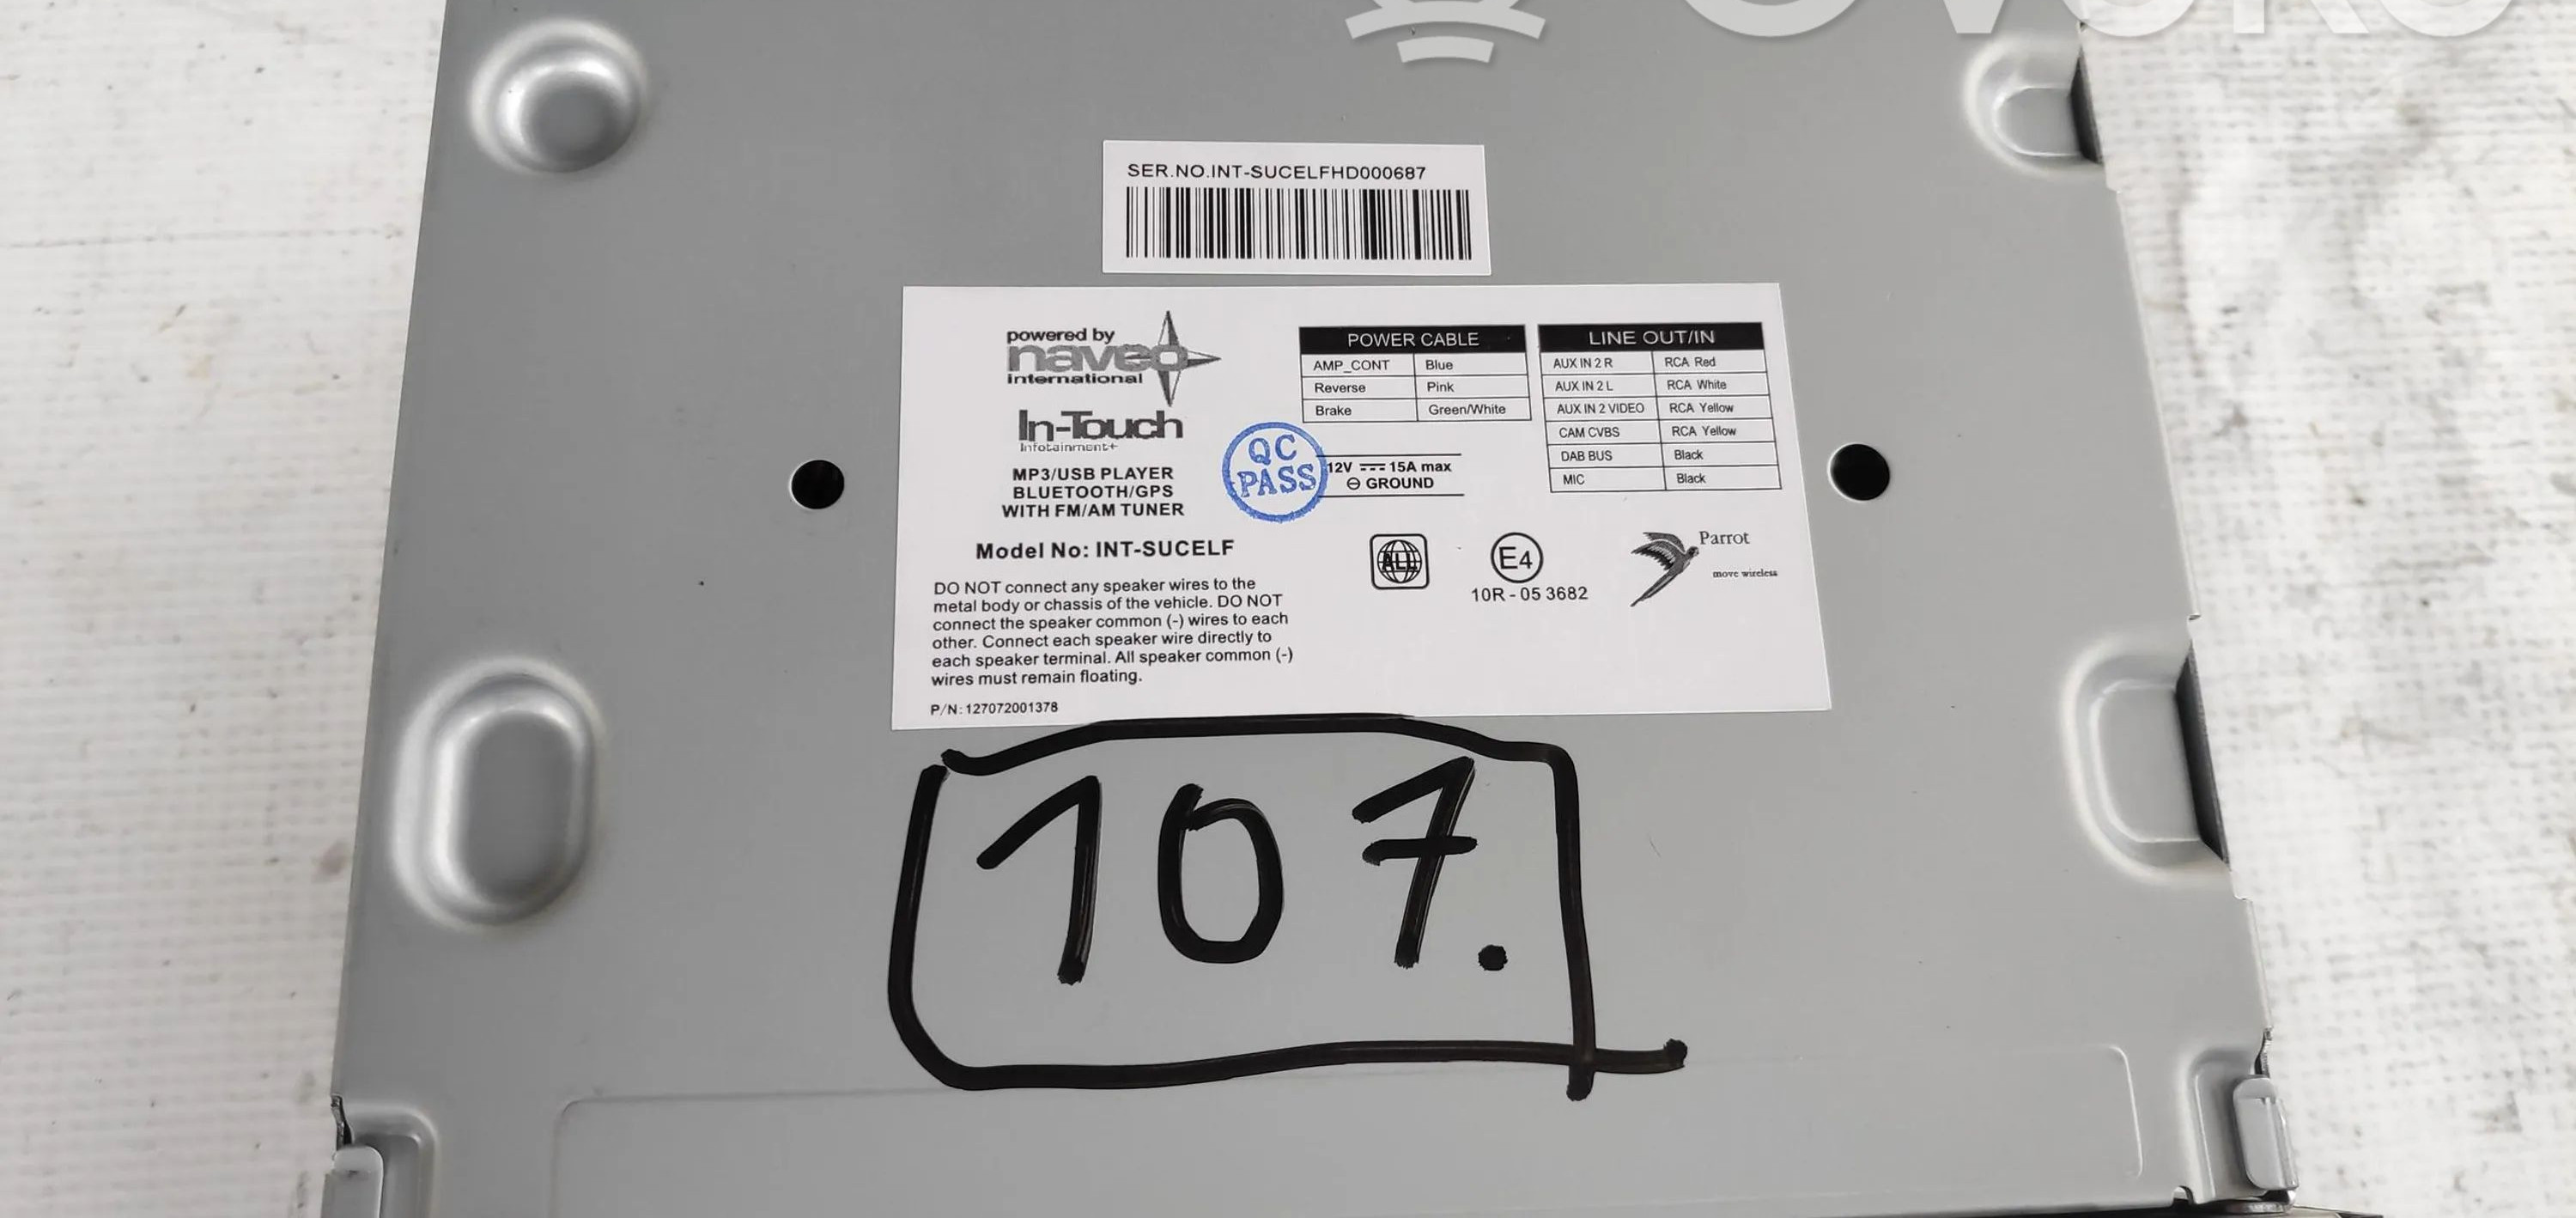 SER.NO.INT-SUCELFHD000687
powered by
naveo
international
In-Touch
Infotainment+
MP3/USB PLAYER
BLUETOOTH/GPS
WITH FM/AM TUNER
Model No: INT-SUCELF
DO NOT connect any speaker wires to the
metal body or chassis of the vehicle. DO NOT
connect the speaker common (-) wires to each
other. Connect each speaker wire directly to
each speaker terminal. All speaker common (-)
wires must remain floating.
P/N: 127072001378
QC
PASS
POWER CABLE
AMP_CONT Blue
Reverse Pink
Brake Green/White
12V 15A max
⊖ GROUND
LINE OUT/IN
AUX IN 2 R RCA Red
AUX IN 2 L RCA White
AUX IN 2 VIDEO RCA Yellow
CAM CVBS RCA Yellow
DAB BUS Black
MIC Black
ALL
E4
10R - 05 3682
Parrot
move wireless
107.